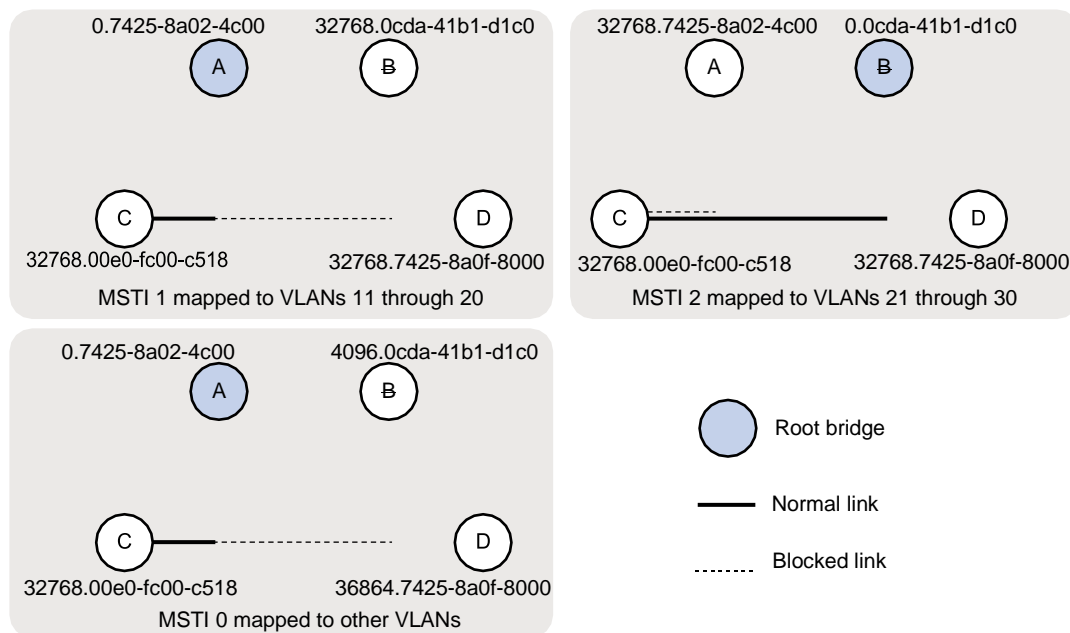 0.7425-8a02-4c00 32768.0cda-41b1-d1c0
A B
C D
32768.00e0-fc00-c518 32768.7425-8a0f-8000
MSTI 1 mapped to VLANs 11 through 20
32768.7425-8a02-4c00 0.0cda-41b1-d1c0
A B
C D
32768.00e0-fc00-c518 32768.7425-8a0f-8000
MSTI 2 mapped to VLANs 21 through 30
0.7425-8a02-4c00 4096.0cda-41b1-d1c0
A B
C D
32768.00e0-fc00-c518 36864.7425-8a0f-8000
MSTI 0 mapped to other VLANs
Root bridge
Normal link
Blocked link